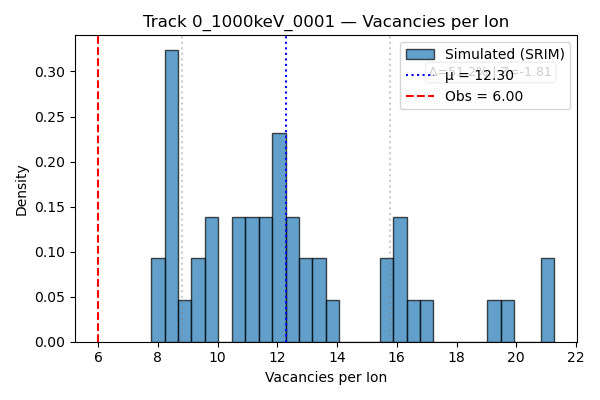 Track 0_1000keV_0001 — Vacancies per Ion
Simulated (SRIM)
μ = 12.30
Obs = 6.00
Density
0.30
0.25
0.20
0.15
0.10
0.05
0.00
6 8 10 12 14 16 18 20 22
Vacancies per Ion